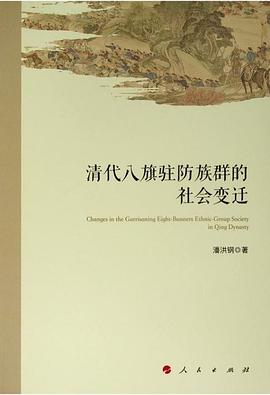 清代八旗驻防族群的
社会变迁
Changes in the Garrisoning Eight-Banners Ethnic-Group Society
in Qing Dynasty
潘洪钢◎著
人民出版社